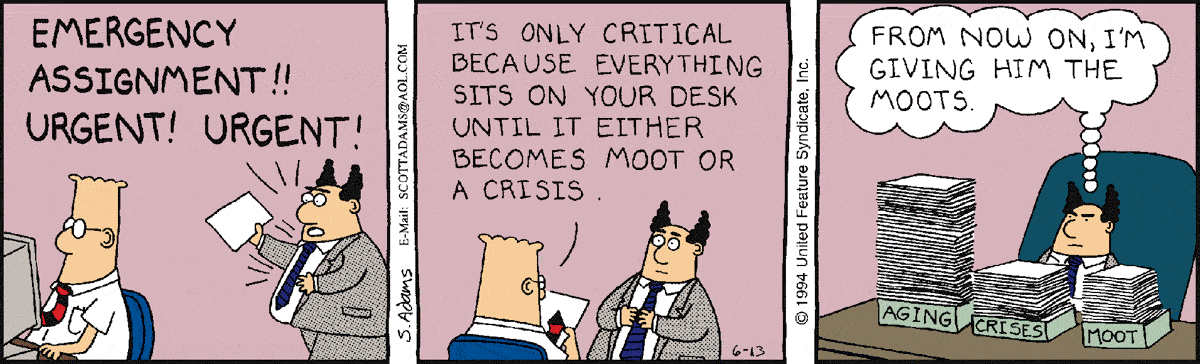 EMERGENCY
ASSIGNMENT!!
URGENT! URGENT!
S. Adams
E-Mail: SCOTTADAMS@AOL.COM
IT'S ONLY CRITICAL
BECAUSE EVERYTHING
SITS ON YOUR DESK
UNTIL IT EITHER
BECOMES MOOT OR
A CRISIS.
6-13
© 1994 United Feature Syndicate, Inc.
FROM NOW ON, I'M
GIVING HIM THE
MOOTS.
AGING
CRISES
MOOT